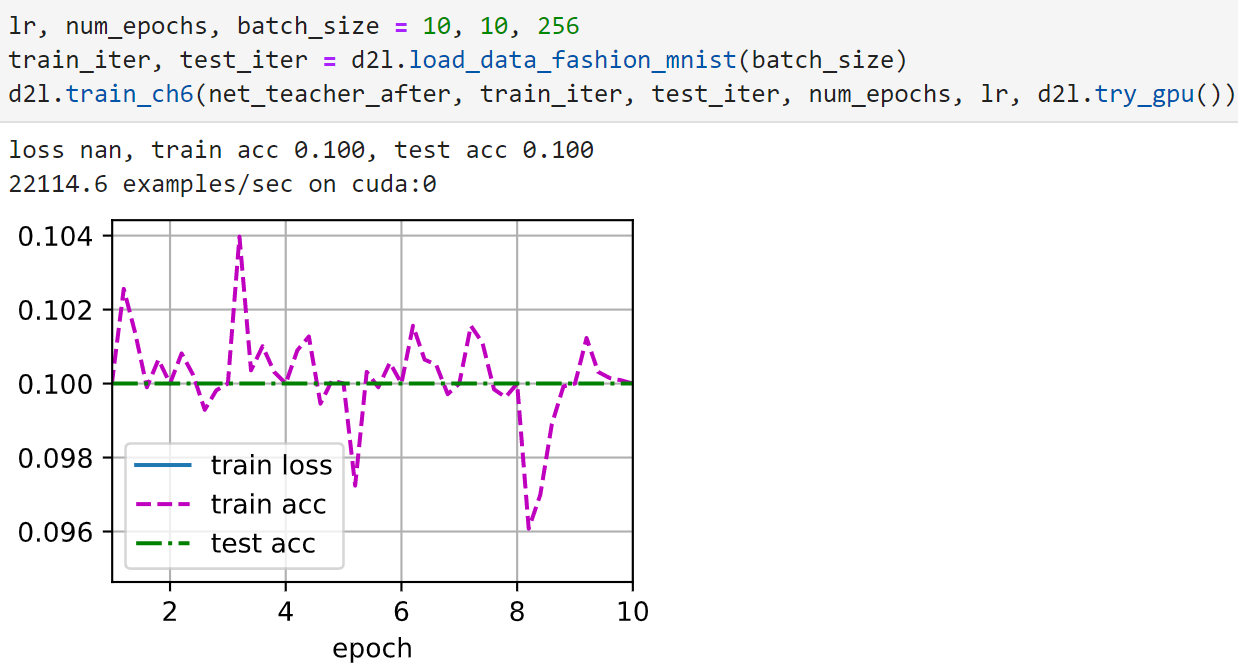 lr, num_epochs, batch_size = 10, 10, 256
train_iter, test_iter = d2l.load_data_fashion_mnist(batch_size)
d2l.train_ch6(net_teacher_after, train_iter, test_iter, num_epochs, lr, d2l.try_gpu())
loss nan, train acc 0.100, test acc 0.100
22114.6 examples/sec on cuda:0
0.104
0.102
0.100
0.098
0.096
train loss
train acc
test acc
2 4 6 8 10
epoch